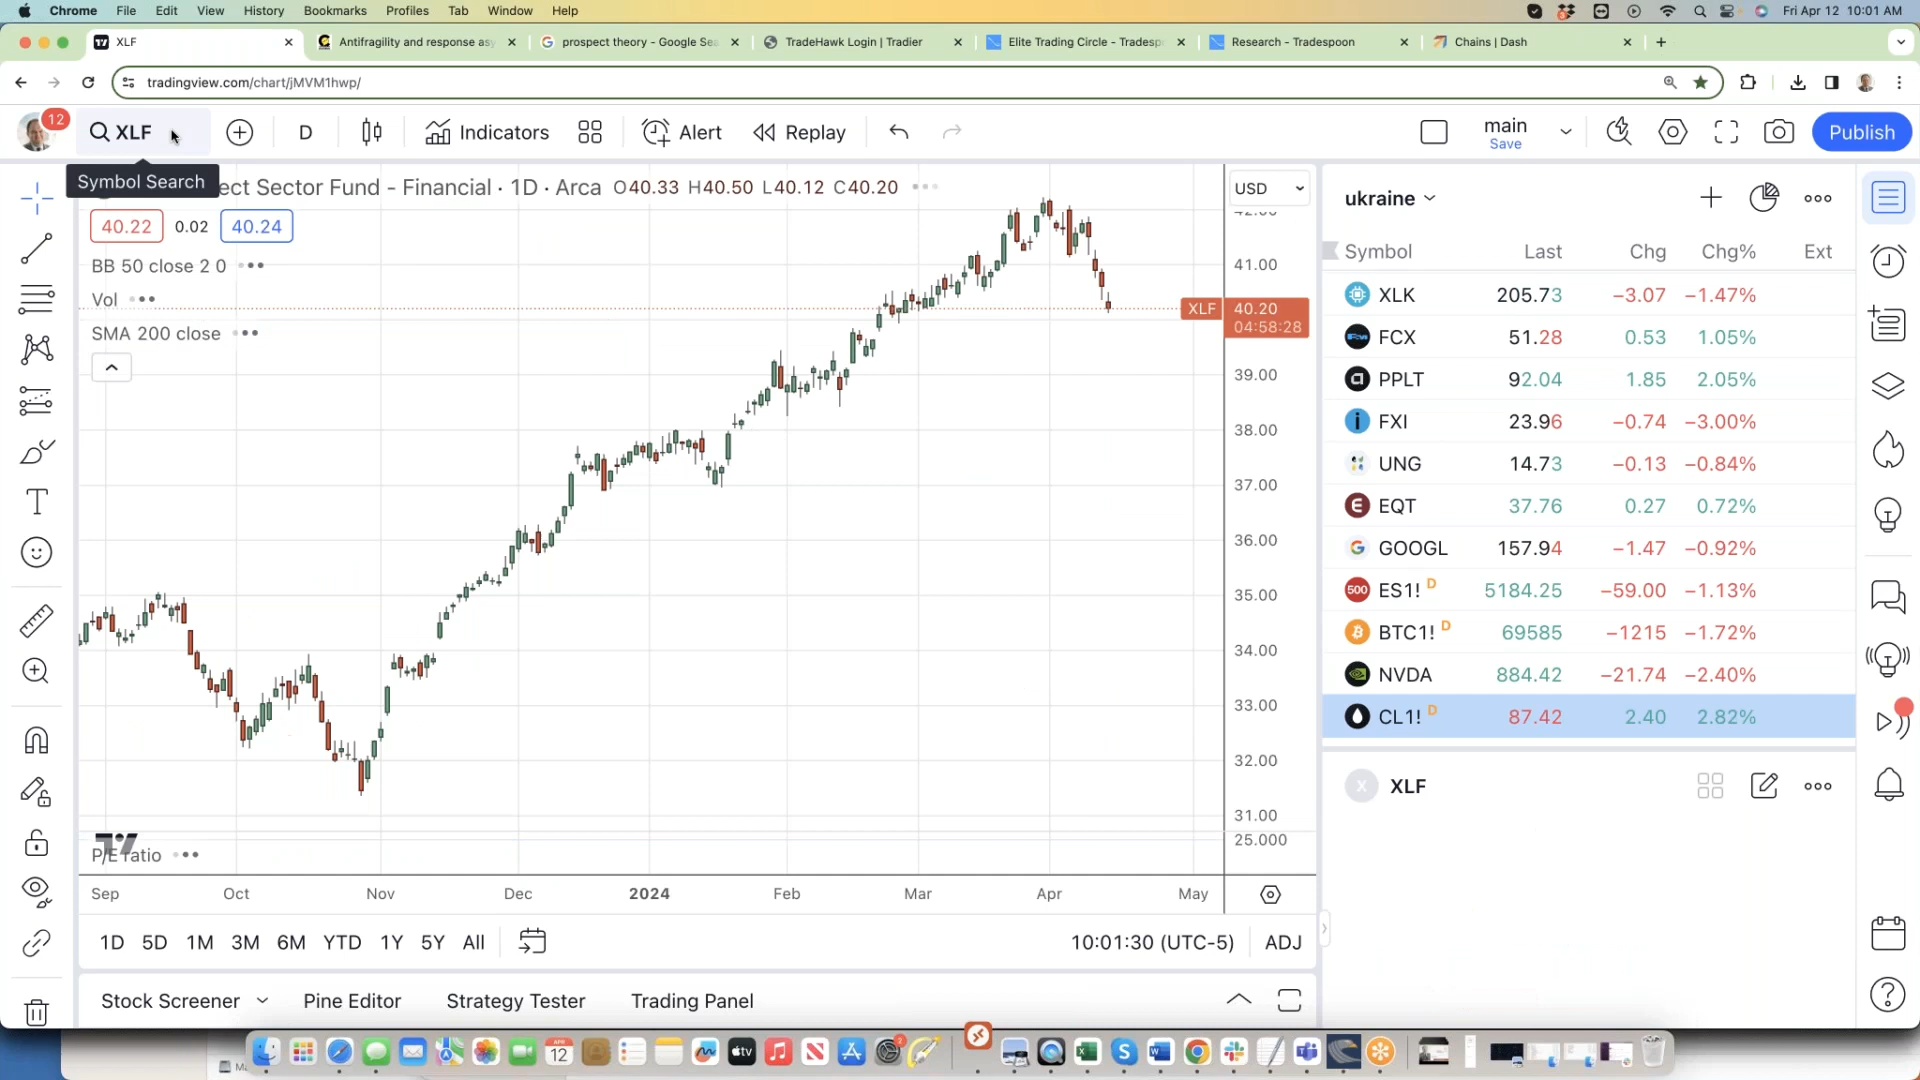 Chrome File Edit View History Bookmarks Profiles Tab Window Help Fri Apr 12 10:01 AM
XLF
Antifragility and response asy
prospect theory - Google Sea
TradeHawk Login | Tradier
Elite Trading Circle - Tradesp
Research - Tradespoon
Chains | Dash
tradingview.com/chart/jMVM1hwp/
12
XLF
D
Indicators
Alert
Replay
main
Save
Publish
Symbol Search
ect Sector Fund - Financial · 1D · Arca O40.33 H40.50 L40.12 C40.20
USD
40.22 0.02 40.24
BB 50 close 2 0
Vol
SMA 200 close
42.00
41.00
XLF 40.20
04:58:28
39.00
38.00
37.00
36.00
35.00
34.00
33.00
32.00
31.00
25.000
P/E ratio
Sep Oct Nov Dec 2024 Feb Mar Apr May
1D 5D 1M 3M 6M YTD 1Y 5Y All
10:01:30 (UTC-5) ADJ
Stock Screener Pine Editor Strategy Tester Trading Panel
ukraine
Symbol Last Chg Chg% Ext
XLK 205.73 −3.07 −1.47%
FCX 51.28 0.53 1.05%
PPLT 92.04 1.85 2.05%
FXI 23.96 −0.74 −3.00%
UNG 14.73 −0.13 −0.84%
EQT 37.76 0.27 0.72%
GOOGL 157.94 −1.47 −0.92%
500 ES1! D 5184.25 −59.00 −1.13%
BTC1! D 69585 −1215 −1.72%
NVDA 884.42 −21.74 −2.40%
CL1! D 87.42 2.40 2.82%
X XLF
APR
12
tv